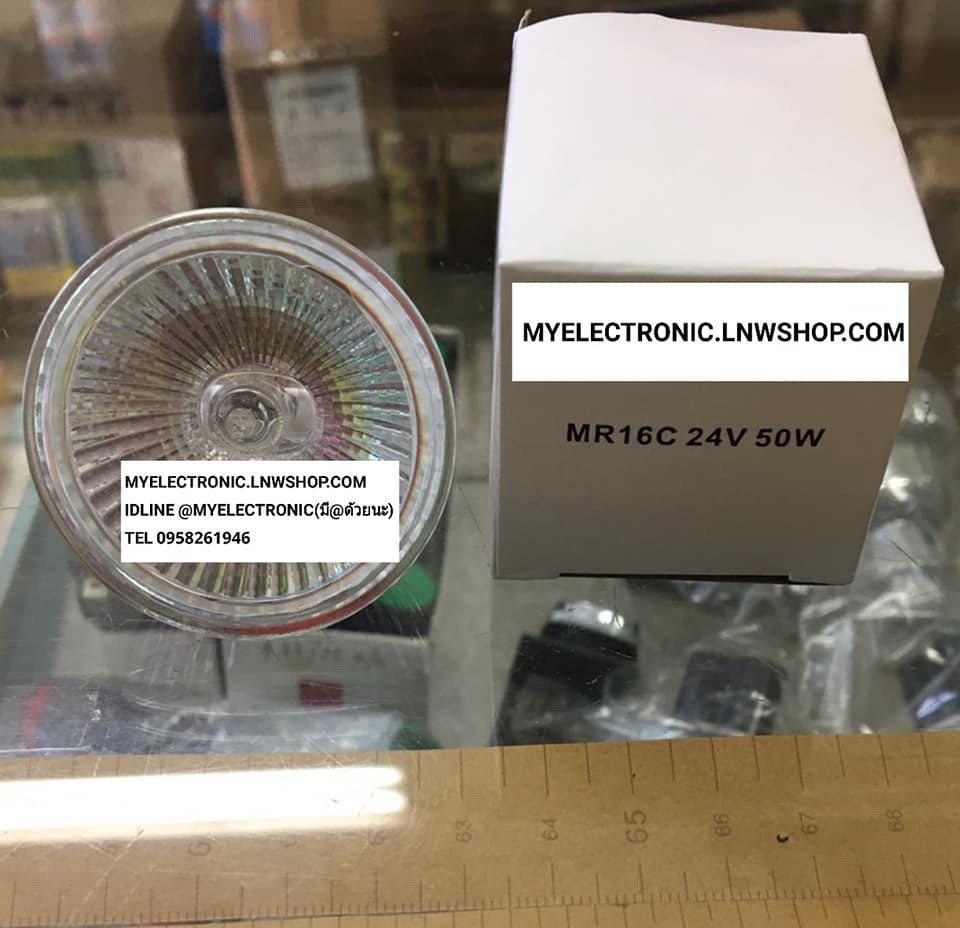 MYELECTRONIC.LNWSHOP.COM
MR16C 24V 50W
MYELECTRONIC.LNWSHOP.COM
IDLINE @MYELECTRONIC(มี@ด้วยนะ)
TEL 0958261946
63
64
65
66
67
68